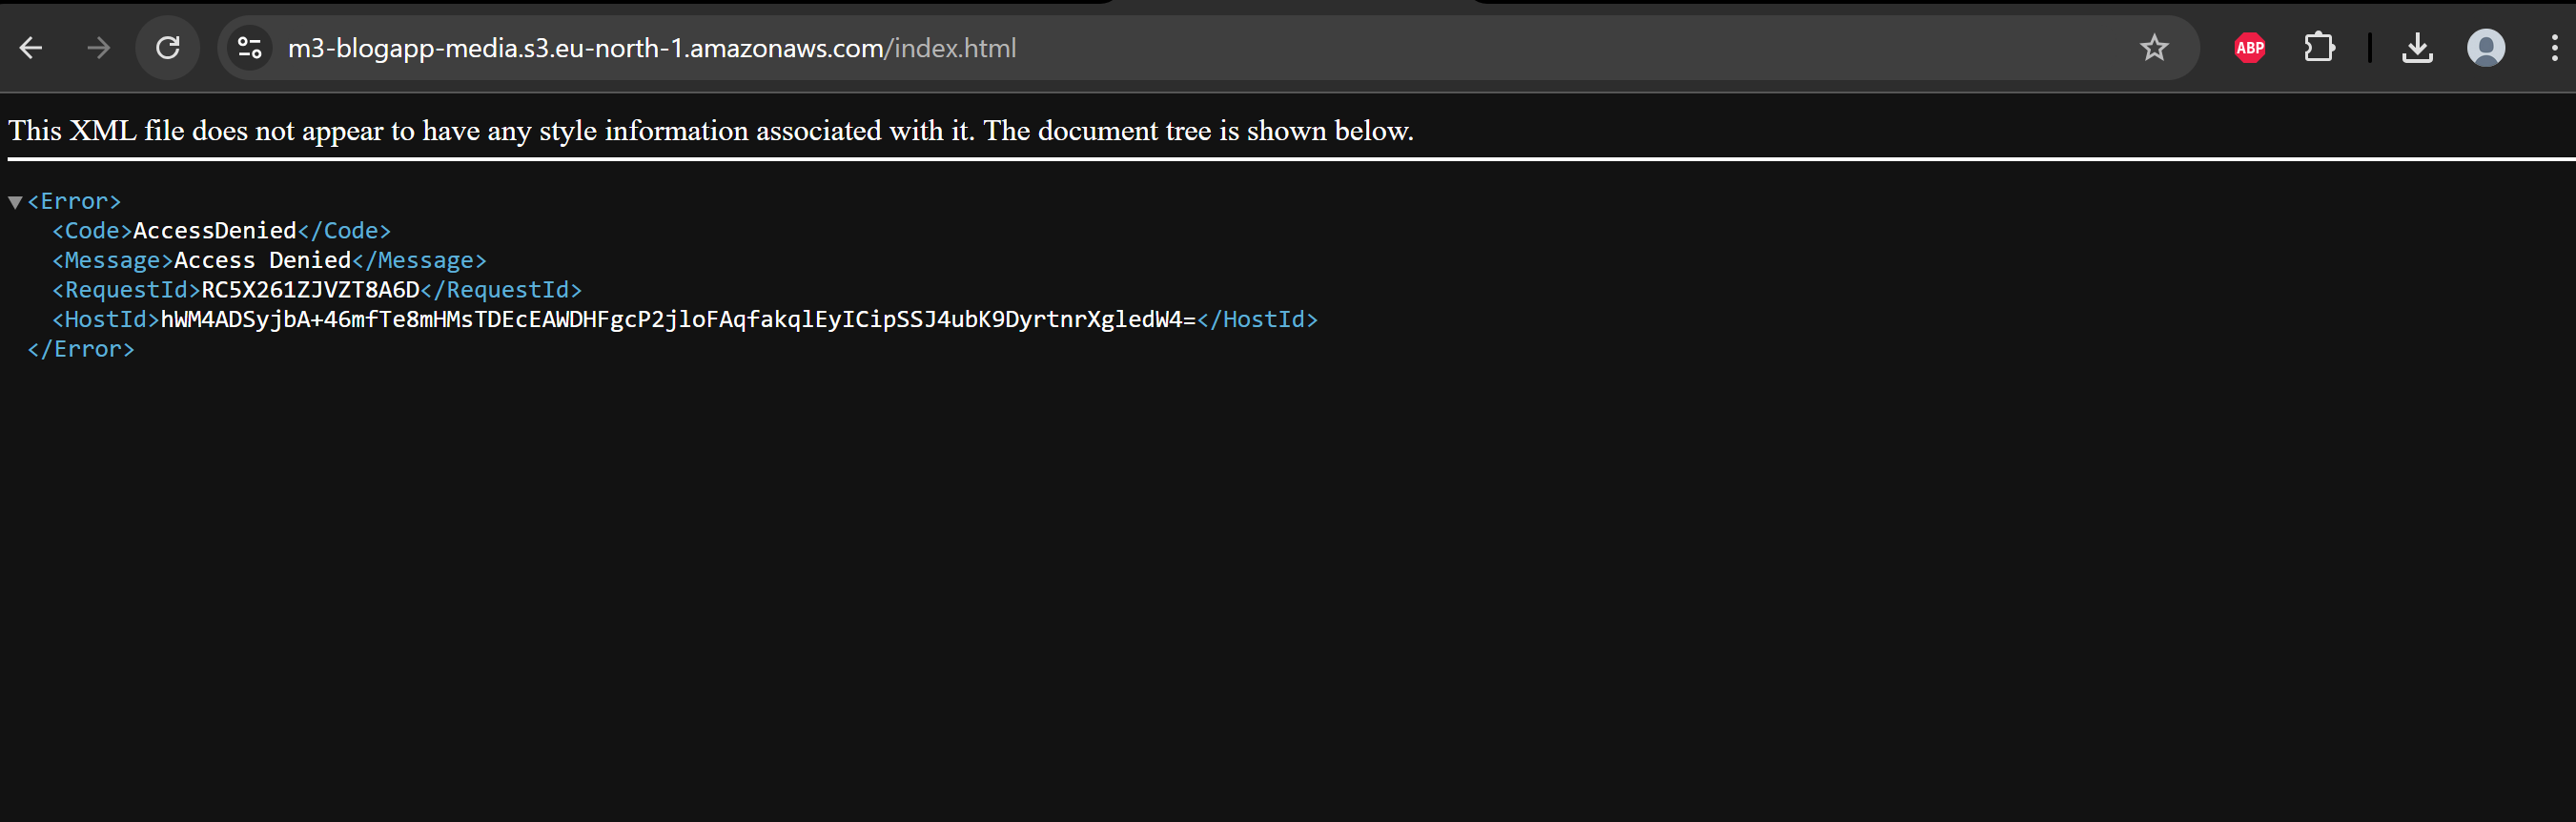 m3-blogapp-media.s3.eu-north-1.amazonaws.com/index.html
ABP
This XML file does not appear to have any style information associated with it. The document tree is shown below.
▼<Error>
<Code>AccessDenied</Code>
<Message>Access Denied</Message>
<RequestId>RC5X261ZJVZT8A6D</RequestId>
<HostId>hWM4ADSyjbA+46mfTe8mHMsTDEcEAWDHFgcP2jloFAqfakqlEyICipSSJ4ubK9DyrtnrXgledW4=</HostId>
</Error>